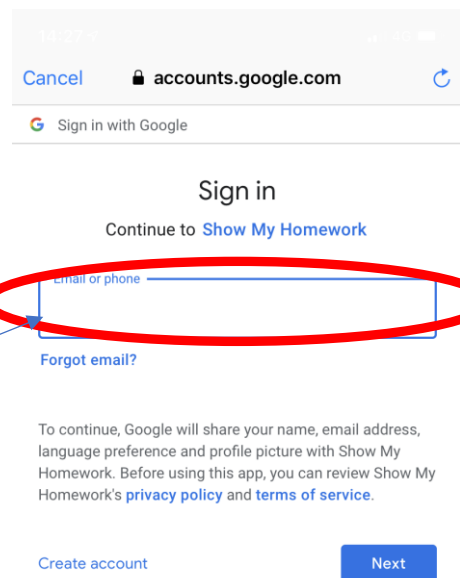 Cancel accounts.google.com
Sign in with Google
Sign in
Continue to Show My Homework
Email or phone
Forgot email?
To continue, Google will share your name, email address,
language preference and profile picture with Show My
Homework. Before using this app, you can review Show My
Homework's privacy policy and terms of service.
Create account Next